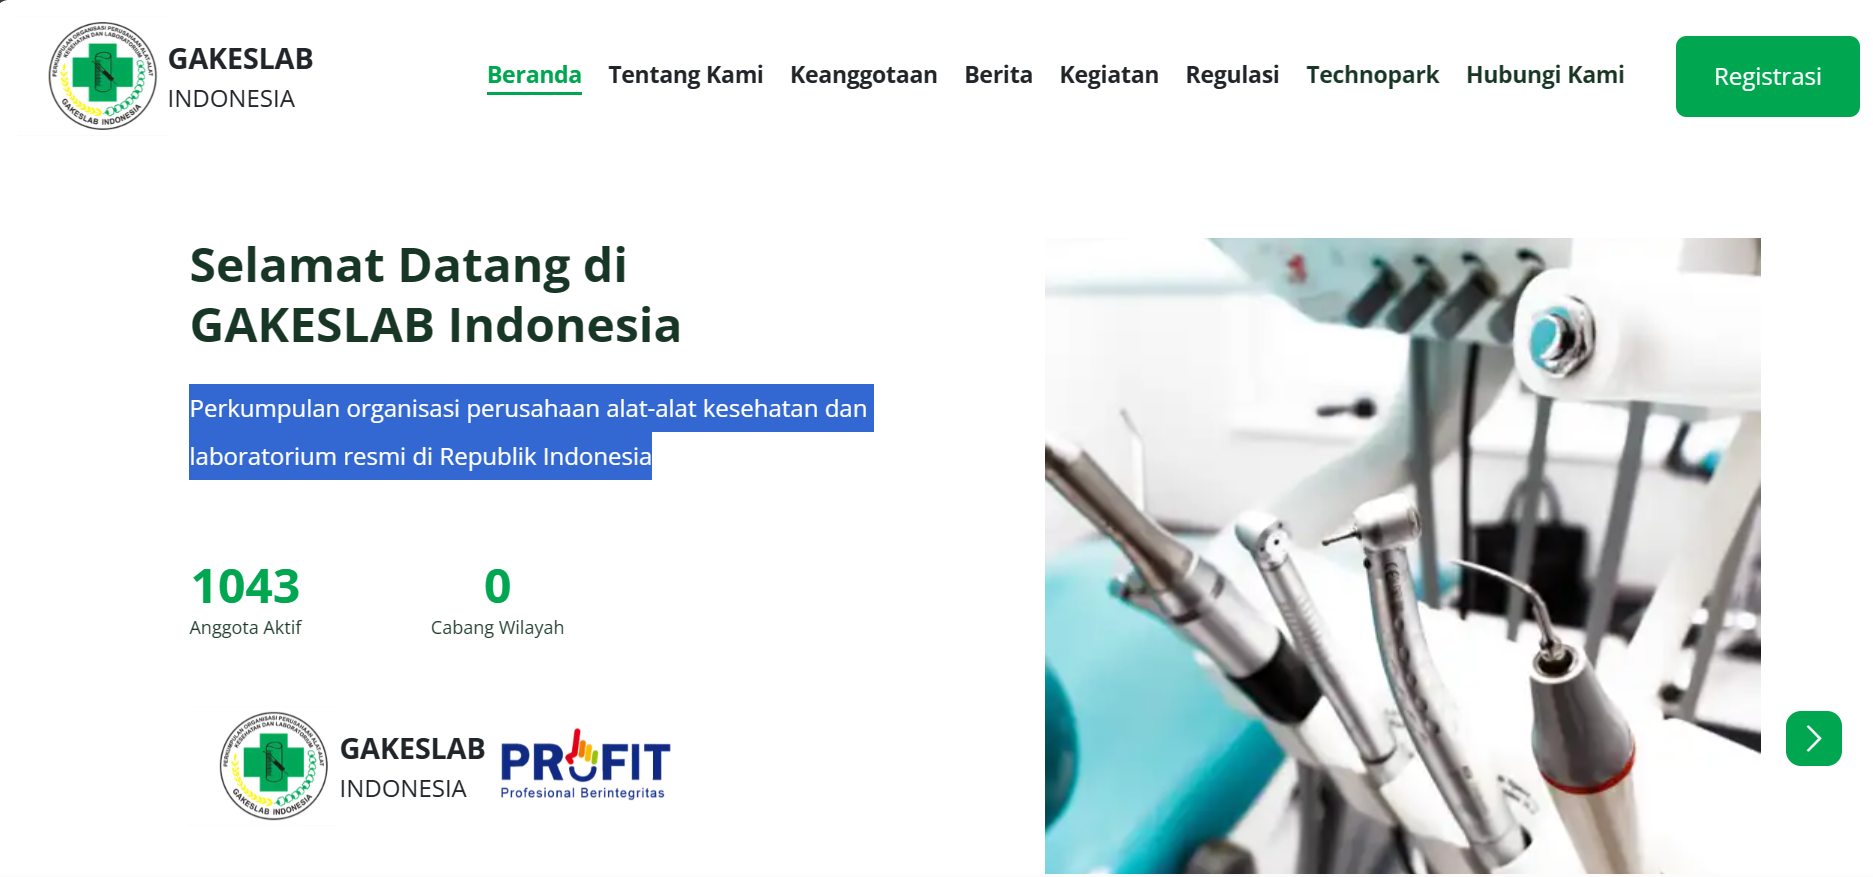 PERKUMPULAN ORGANISASI PERUSAHAAN ALAT-ALAT
KESEHATAN DAN LABORATORIUM
GAKESLAB INDONESIA
GAKESLAB
INDONESIA
Beranda Tentang Kami Keanggotaan Berita Kegiatan Regulasi Technopark Hubungi Kami Registrasi
Selamat Datang di
GAKESLAB Indonesia
Perkumpulan organisasi perusahaan alat-alat kesehatan dan
laboratorium resmi di Republik Indonesia
1043 0
Anggota Aktif Cabang Wilayah
PERKUMPULAN ORGANISASI PERUSAHAAN ALAT-ALAT
KESEHATAN DAN LABORATORIUM
GAKESLAB INDONESIA
GAKESLAB
INDONESIA
PROFIT
Profesional Berintegritas